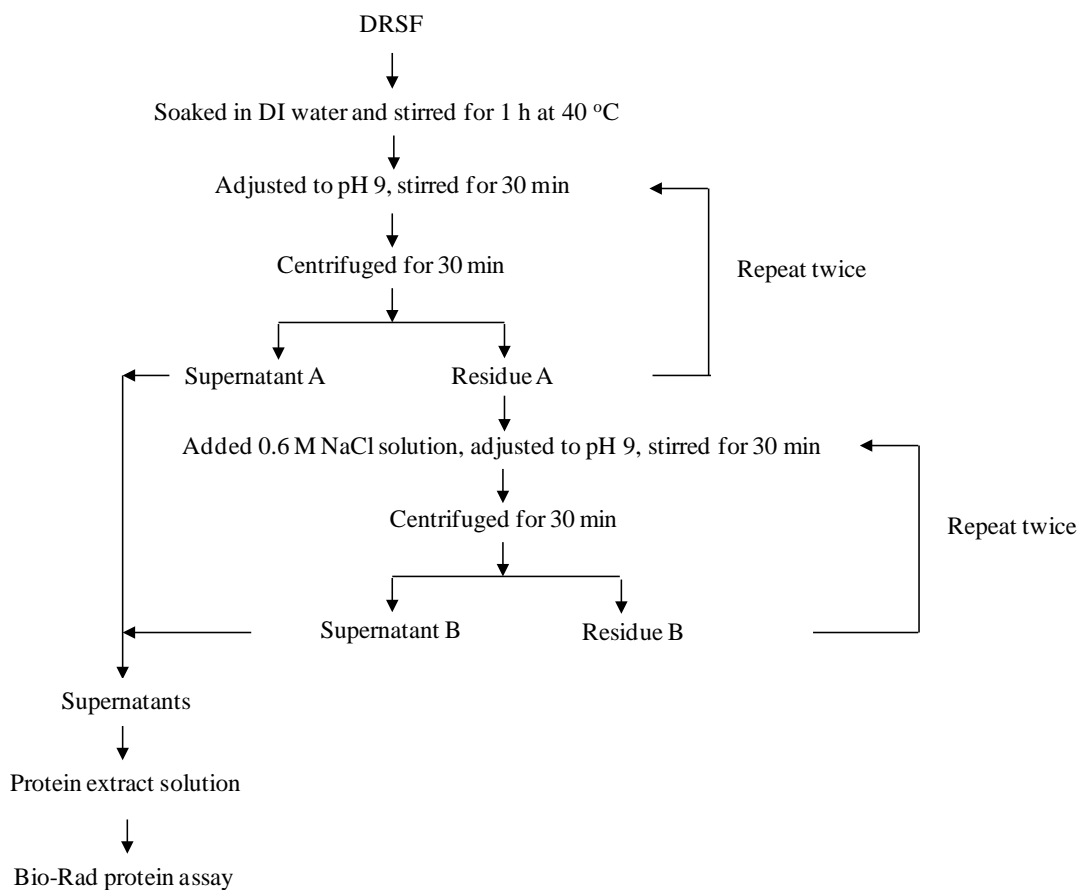 DRSF
Soaked in DI water and stirred for 1 h at 40 °C
Adjusted to pH 9, stirred for 30 min
Centrifuged for 30 min
Repeat twice
Supernatant A
Residue A
Added 0.6 M NaCl solution, adjusted to pH 9, stirred for 30 min
Centrifuged for 30 min
Repeat twice
Supernatant B
Residue B
Supernatants
Protein extract solution
Bio-Rad protein assay